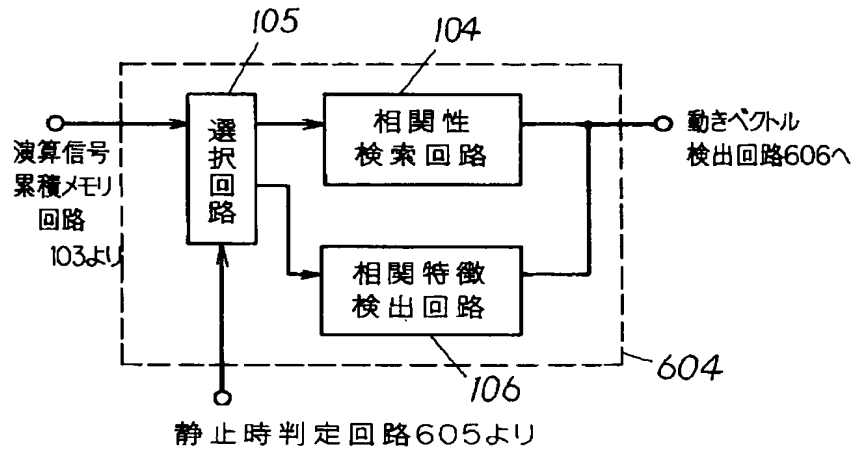 105
104
選択回路
相関性
検索回路
動きベクトル
検出回路606へ
演算信号
累積メモリ
回路
103より
相関特徴
検出回路
604
106
静止時判定回路605より